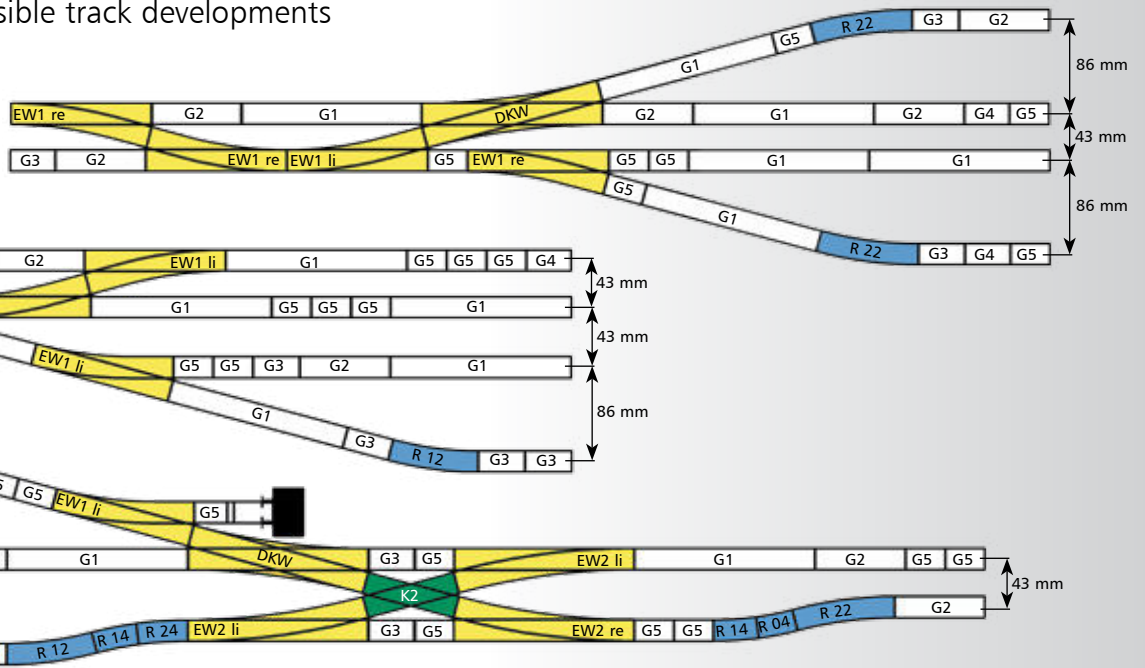 sible track developments
R 22 G3 G2
G1 G5
86 mm
EW1 re G2 G1 DKW G2 G1 G2 G4 G5
43 mm
G3 G2 EW1 re EW1 li G5 EW1 re G5 G5 G1 G1
G5 G1
86 mm
R 22 G3 G4 G5
G2 EW1 li G1 G5 G5 G5 G4
43 mm
G1 G5 G5 G5 G1
43 mm
EW1 li G5 G5 G3 G2 G1
86 mm
G1 G3 R 12 G3 G3
5 G5 EW1 li G5
G1 DKW G3 G5 EW2 li G1 G2 G5 G5
43 mm
K2
R 12 R 14 R 24 EW2 li G3 G5 EW2 re G5 G5 R 14 R 04 R 22 G2